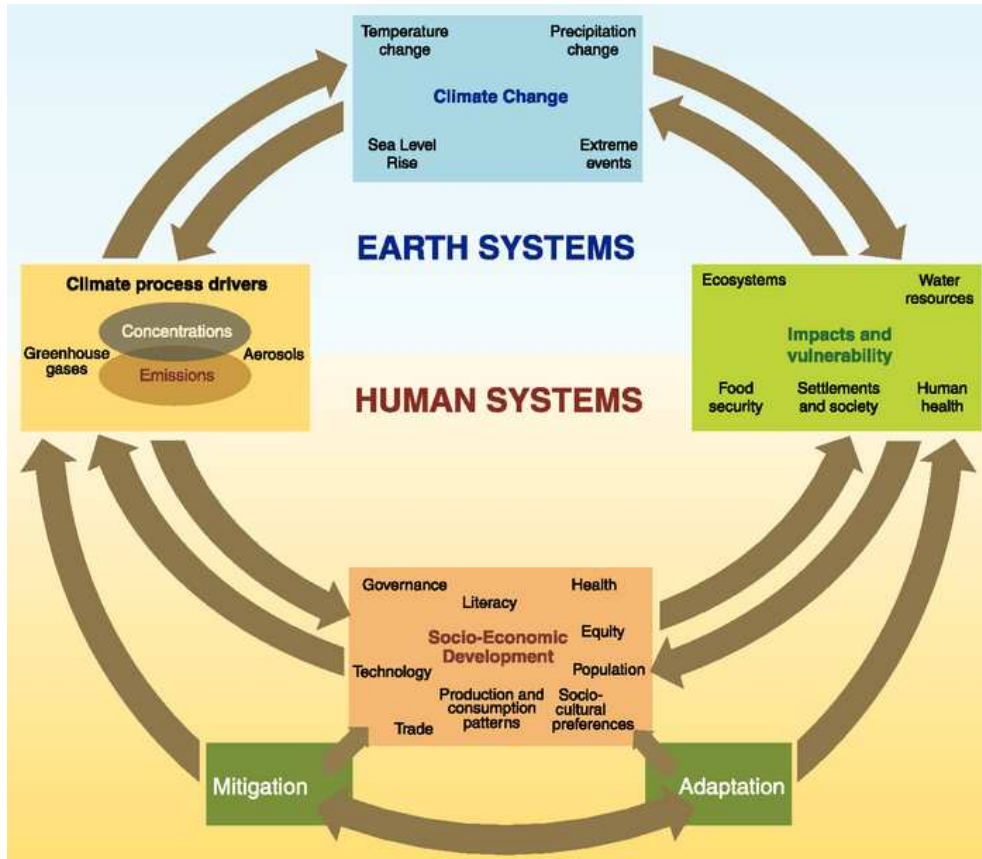 Temperature
change
Precipitation
change
Climate Change
Sea Level
Rise
Extreme
events
EARTH SYSTEMS
Climate process drivers
Concentrations
Greenhouse
gases
Aerosols
Emissions
Ecosystems
Water
resources
Impacts and
vulnerability
Food
security
Settlements
and society
Human
health
HUMAN SYSTEMS
Governance
Literacy
Health
Socio-Economic
Development
Equity
Technology
Population
Production and
consumption
patterns
Socio-
cultural
preferences
Trade
Mitigation
Adaptation